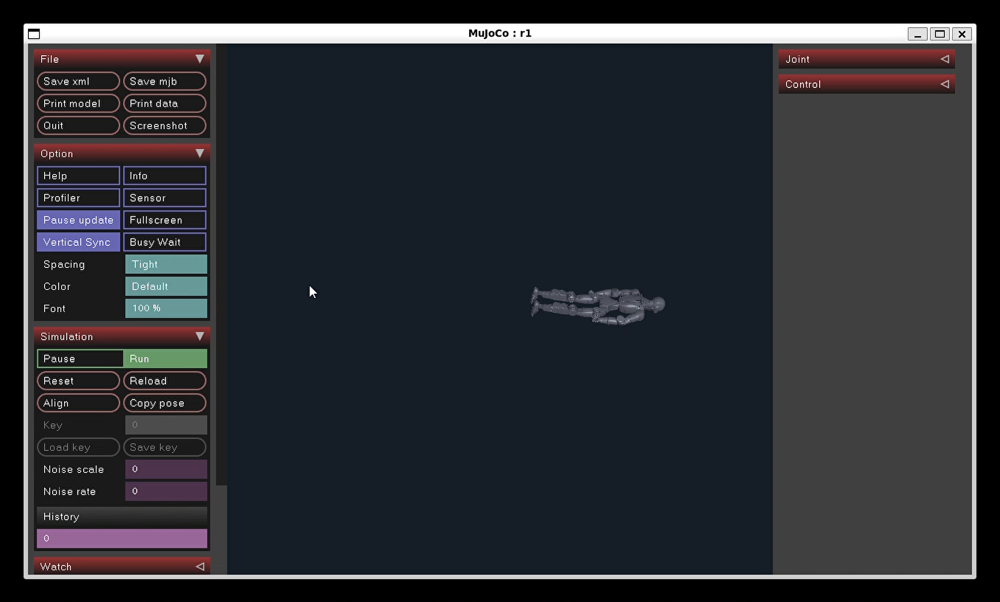 MuJoCo : r1
File
Save xml Save mjb
Print model Print data
Quit Screenshot
Option
Help Info
Profiler Sensor
Pause update Fullscreen
Vertical Sync Busy Wait
Spacing Tight
Color Default
Font 100 %
Simulation
Pause Run
Reset Reload
Align Copy pose
Key 0
Load key Save key
Noise scale 0
Noise rate 0
History
0
Watch
Joint
Control